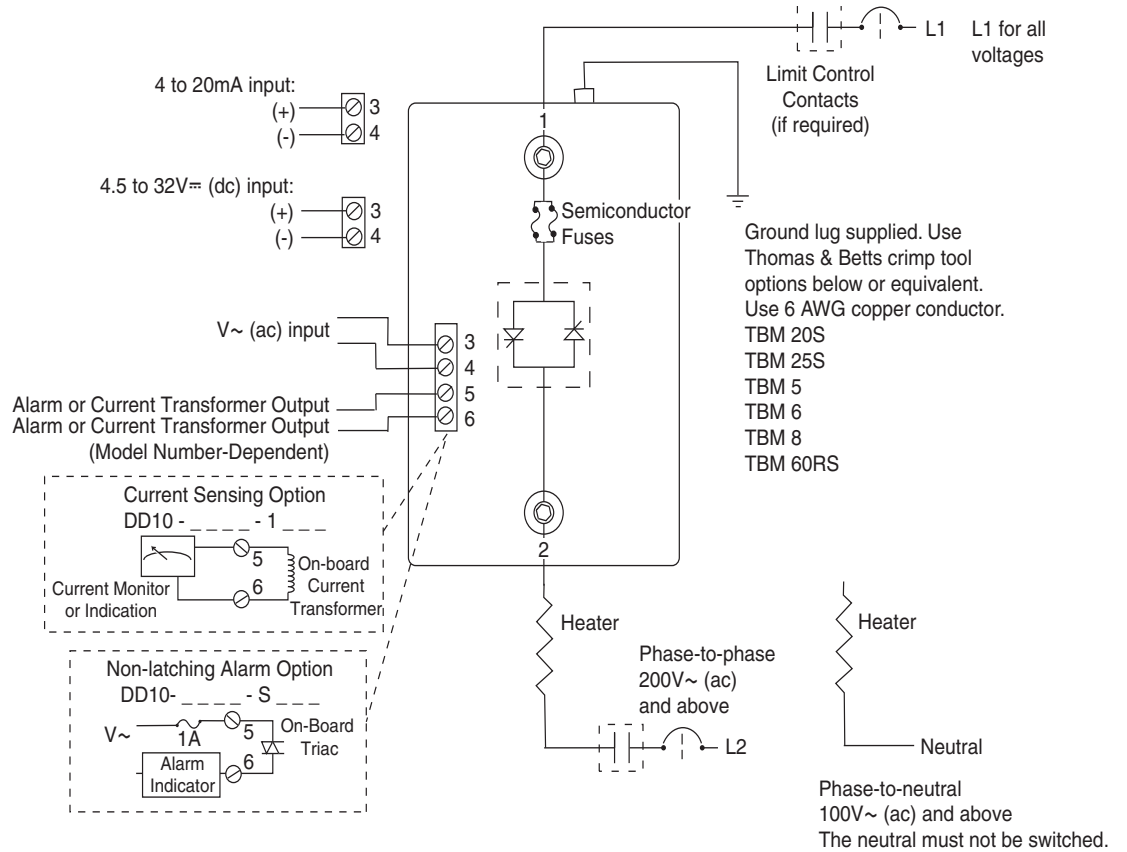 L1
L1 for all
voltages
Limit Control
Contacts
(if required)
4 to 20mA input:
(+)
3
(-)
4
1
4.5 to 32V⎓ (dc) input:
(+)
3
(-)
4
Semiconductor
Fuses
Ground lug supplied. Use
Thomas & Betts crimp tool
options below or equivalent.
Use 6 AWG copper conductor.
TBM 20S
TBM 25S
TBM 5
TBM 6
TBM 8
TBM 60RS
V~ (ac) input
3
4
5
6
Alarm or Current Transformer Output
Alarm or Current Transformer Output
(Model Number-Dependent)
Current Sensing Option
DD10 - _ _ _ _ - 1 _ _ _
5
6
On-board
Current
Transformer
Current Monitor
or Indication
2
Non-latching Alarm Option
DD10- _ _ _ _ - S _ _ _
V~
1A
5
6
On-Board
Triac
Alarm
Indicator
Heater
Phase-to-phase
200V~ (ac)
and above
L2
Heater
Neutral
Phase-to-neutral
100V~ (ac) and above
The neutral must not be switched.